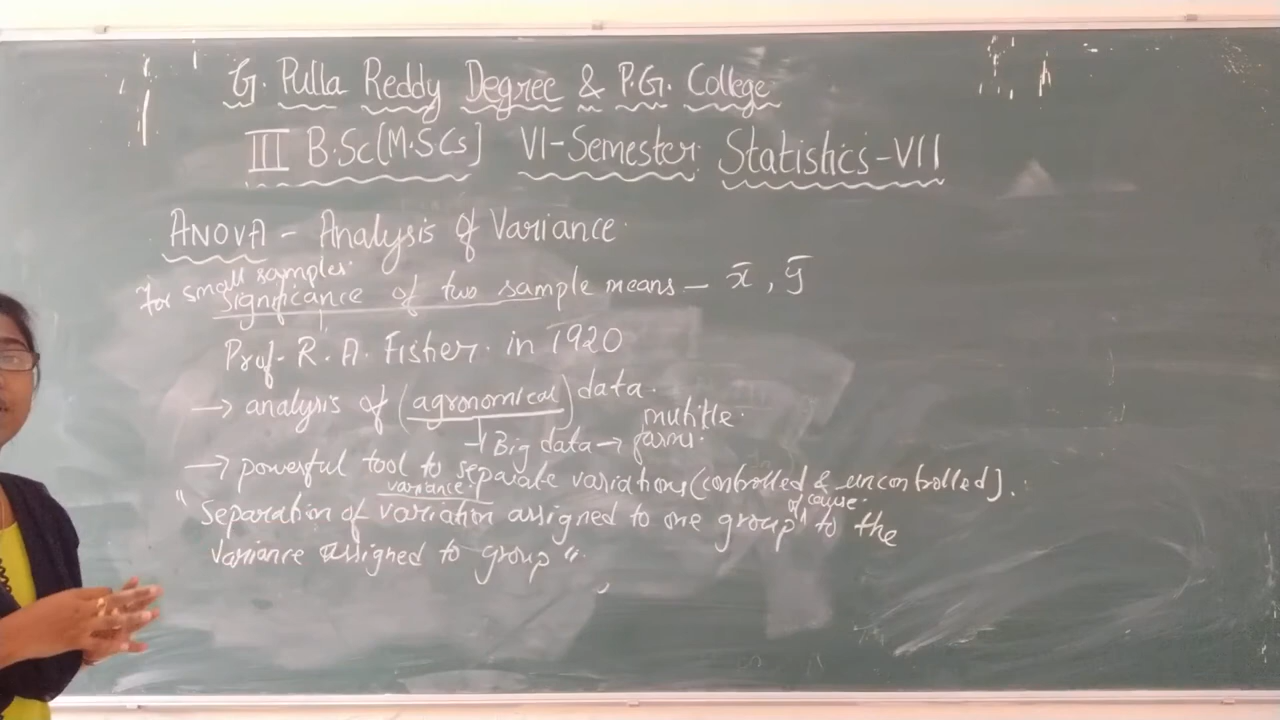 G. Pulla Reddy Degree & P.G. College
III B.Sc(M.SCs) VI-Semester Statistics-VII
ANOVA - Analysis of Variance.
For small samples.
Significance of two sample means - x̄, ȳ
Prof. R. A. Fisher. in 1920
→ analysis of (agronomical) data.
→ Big data → mutitle farms.
→ powerful tool to separate variations (controlled & uncontrolled).
variance. of cause.
"Separation of variation assigned to one group" to the
variance assigned to group".